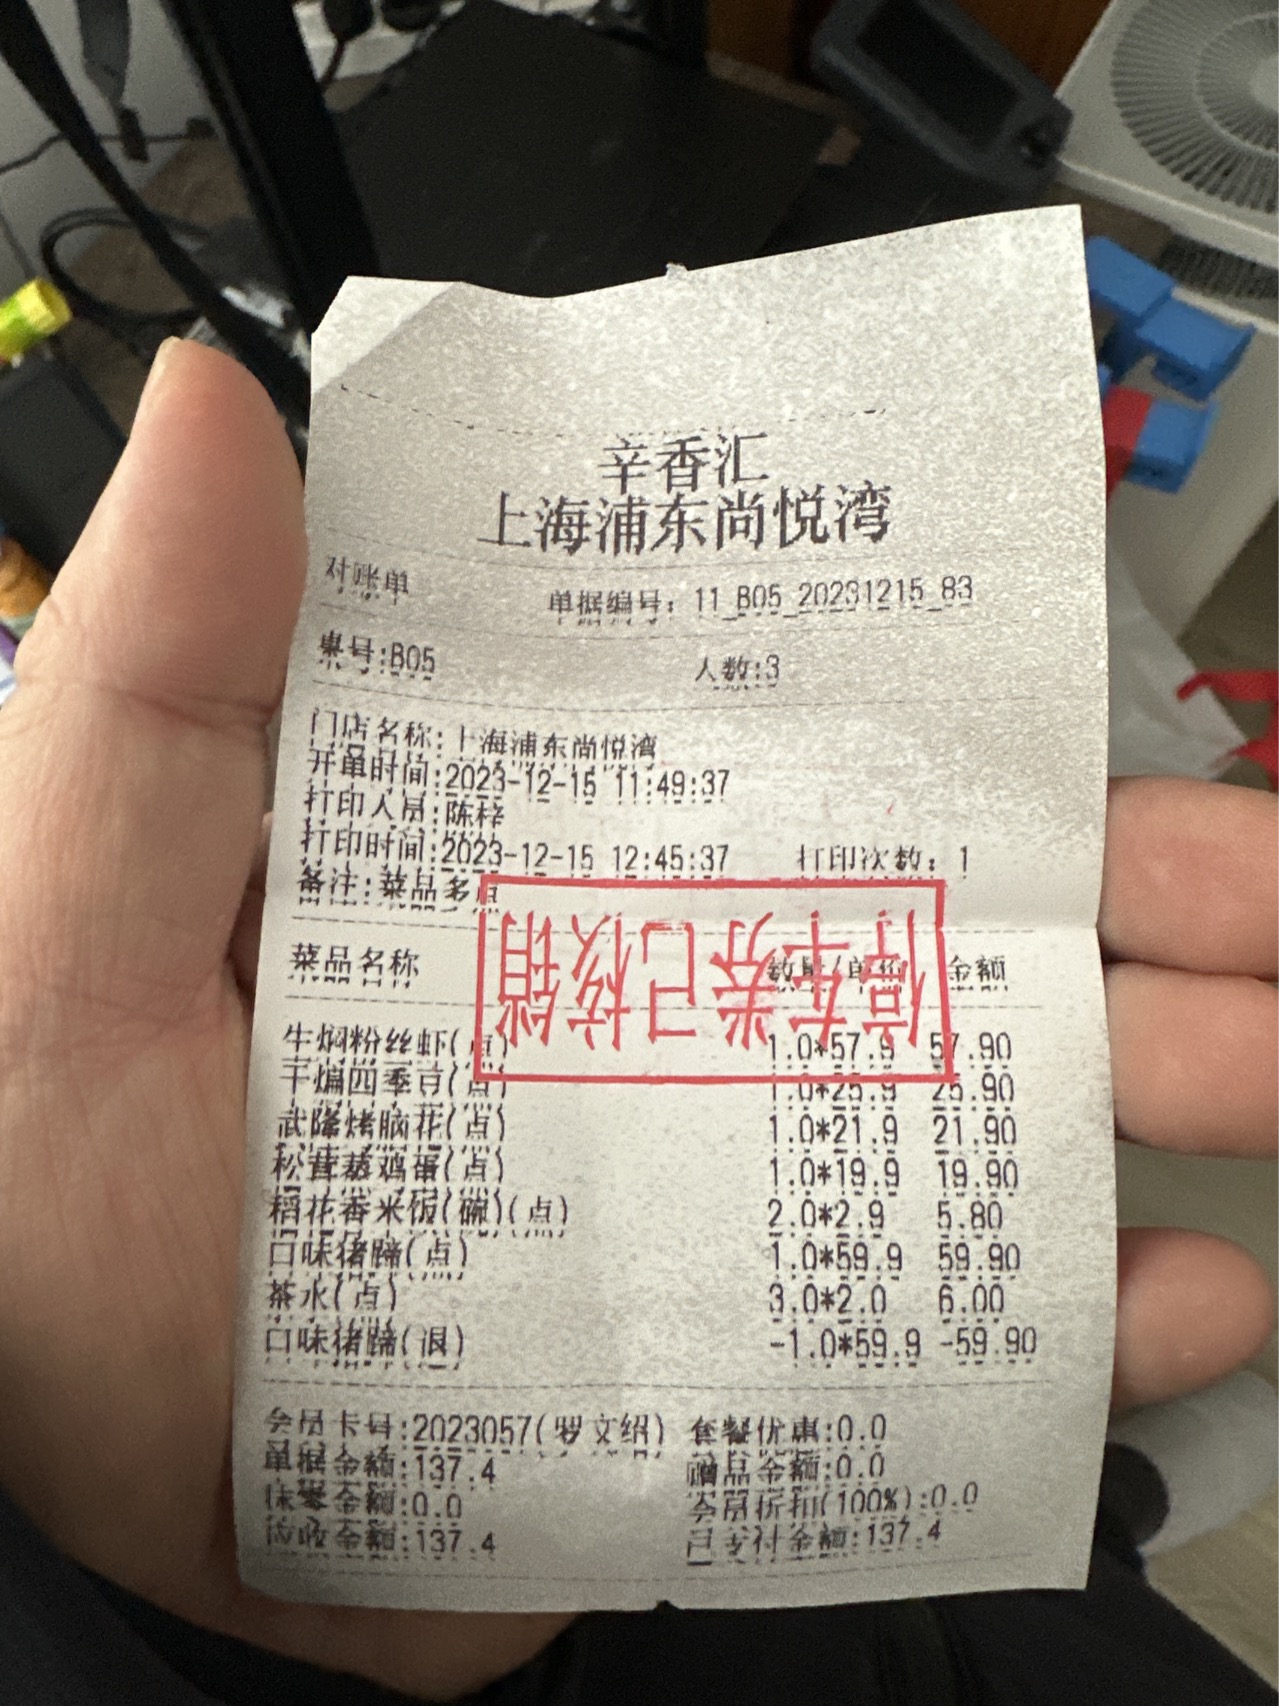 辛香汇
上海浦东尚悦湾
对账单 单据编号: 11_B05_20231215_83
桌号:B05 人数:3
门店名称:上海浦东尚悦湾
开单时间:2023-12-15 11:49:37
打印人员:陈梓
打印时间:2023-12-15 12:45:37 打印次数: 1
备注:菜品多点
停车券已核销
菜品名称 数量/单价 金额
牛焖粉丝虾(点) 1.0*57.9 57.90
干煸四季豆(点) 1.0*25.9 25.90
武隆烤脑花(点) 1.0*21.9 21.90
松茸蒸鸡蛋(点) 1.0*19.9 19.90
稻花香米饭(碗)(点) 2.0*2.9 5.80
口味猪蹄(点) 1.0*59.9 59.90
茶水(点) 3.0*2.0 6.00
口味猪蹄(退) -1.0*59.9 -59.90
会员卡号:2023057(罗文绍) 套餐优惠:0.0
单据金额:137.4 赠品金额:0.0
抹零金额:0.0 会员折扣(100%):0.0
应收金额:137.4 已支付金额:137.4